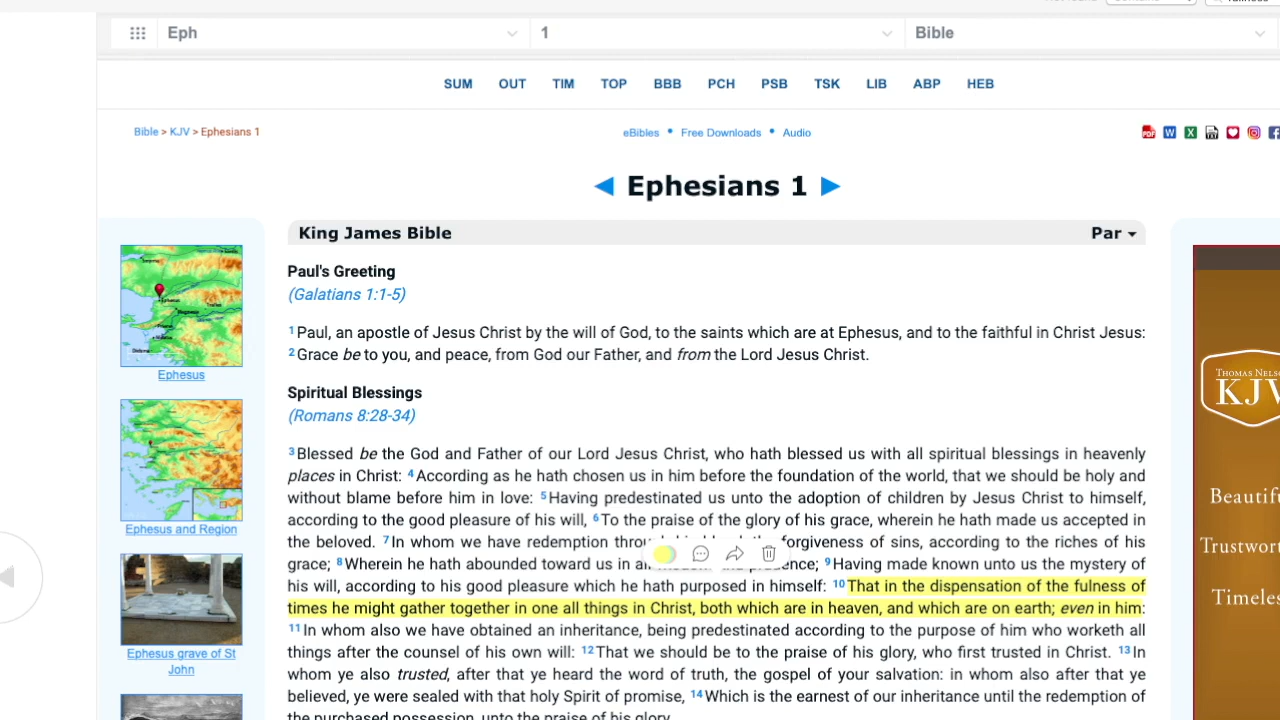 Eph 1 Bible
SUM OUT TIM TOP BBB PCH PSB TSK LIB ABP HEB
Bible > KJV > Ephesians 1
eBibles • Free Downloads • Audio
◄ Ephesians 1 ►
King James Bible Par
Paul's Greeting
(Galatians 1:1-5)
1 Paul, an apostle of Jesus Christ by the will of God, to the saints which are at Ephesus, and to the faithful in Christ Jesus:
2 Grace be to you, and peace, from God our Father, and from the Lord Jesus Christ.
Spiritual Blessings
(Romans 8:28-34)
3 Blessed be the God and Father of our Lord Jesus Christ, who hath blessed us with all spiritual blessings in heavenly
places in Christ: 4 According as he hath chosen us in him before the foundation of the world, that we should be holy and
without blame before him in love: 5 Having predestinated us unto the adoption of children by Jesus Christ to himself,
according to the good pleasure of his will, 6 To the praise of the glory of his grace, wherein he hath made us accepted in
the beloved. 7 In whom we have redemption forgiveness of sins, according to the riches of his
grace; 8 Wherein he hath abounded toward us in 9 Having made known unto us the mystery of
his will, according to his good pleasure which he hath purposed in himself: 10 That in the dispensation of the fulness of
times he might gather together in one all things in Christ, both which are in heaven, and which are on earth; even in him:
11 In whom also we have obtained an inheritance, being predestinated according to the purpose of him who worketh all
things after the counsel of his own will: 12 That we should be to the praise of his glory, who first trusted in Christ. 13 In
whom ye also trusted, after that ye heard the word of truth, the gospel of your salvation: in whom also after that ye
believed, ye were sealed with that holy Spirit of promise, 14 Which is the earnest of our inheritance until the redemption of
the purchased possession, unto the praise of his glory.
Ephesus
Ephesus and Region
Ephesus grave of St
John
THOMAS NELS
KJV
Beautifu
Trustwort
Timeles